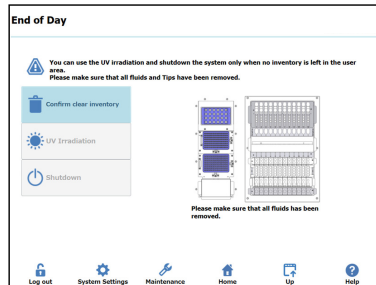 End of Day
You can use the UV irradiation and shutdown the system only when no inventory is left in the user
area.
Please make sure that all fluids and Tips have been removed.
Confirm clear inventory
UV Irradiation
Shutdown
Please make sure that all fluids has been
removed.
Log out
System Settings
Maintenance
Home
Up
Help